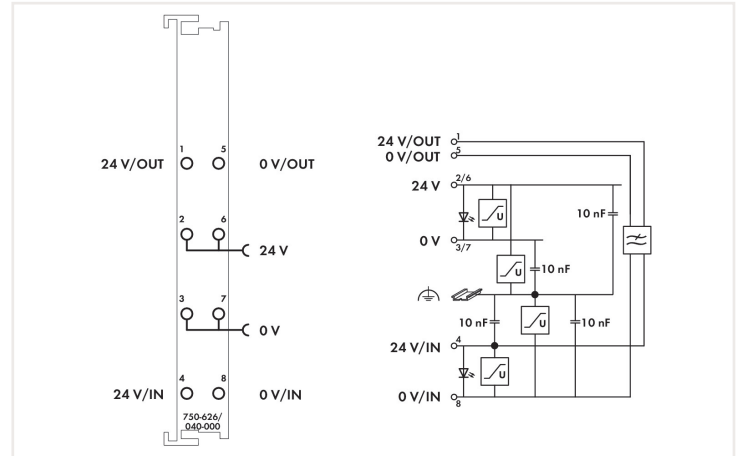 1 5
24 V/OUT 0 V/OUT
2 6
24 V
3 7
0 V
4 8
24 V/IN 0 V/IN
750-626/
040-000
24 V/OUT 1
0 V/OUT 5
24 V 2/6
10 nF
U
0 V 3/7
U
10 nF
U
10 nF
10 nF
24 V/IN 4
U
0 V/IN 8